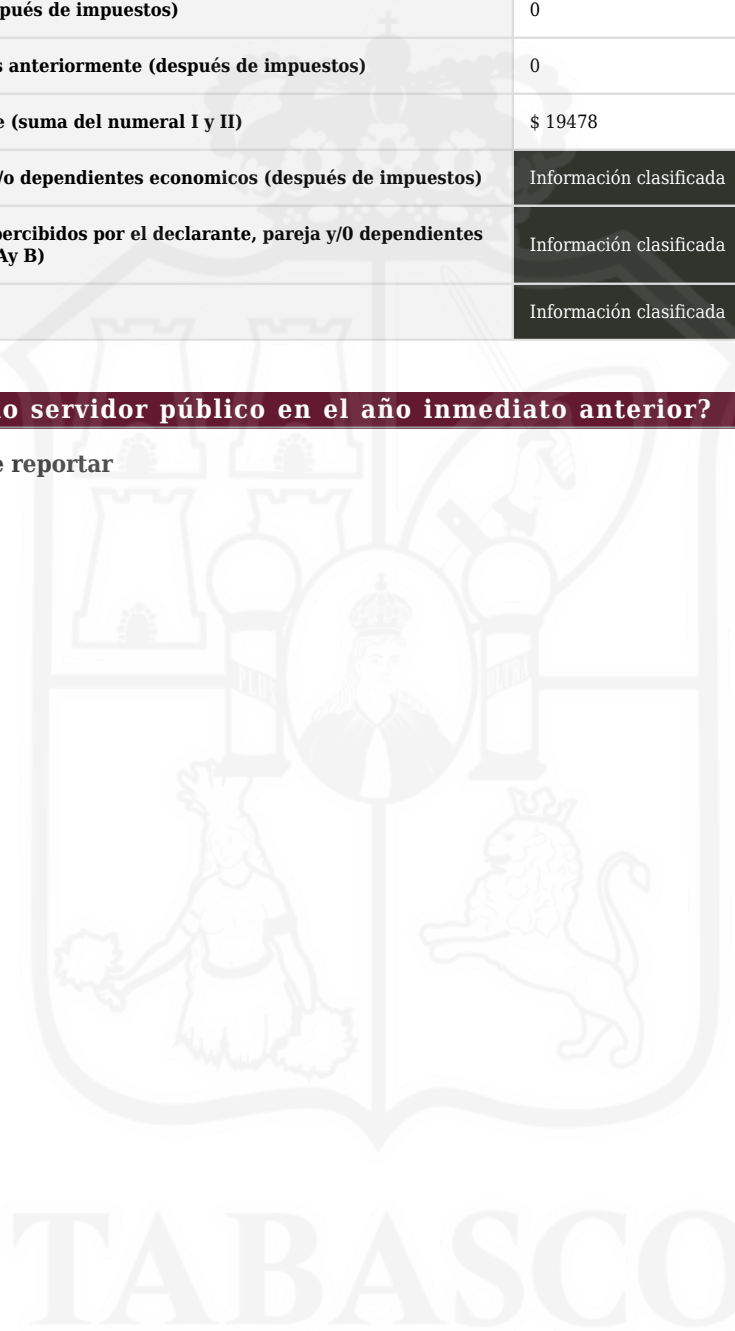 pués de impuestos) 0
s anteriormente (después de impuestos) 0
e (suma del numeral I y II) $ 19478
/o dependientes economicos (después de impuestos) Información clasificada
percibidos por el declarante, pareja y/0 dependientes
Ay B) Información clasificada
Información clasificada
o servidor público en el año inmediato anterior?
e reportar
PLUS ULTRA
TABASCO